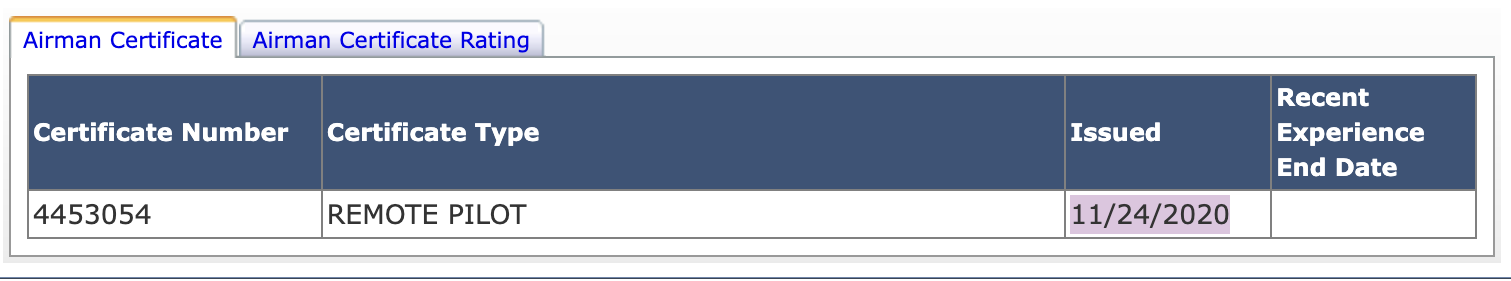 Airman Certificate
Airman Certificate Rating
Certificate Number
Certificate Type
Issued
Recent
Experience
End Date
4453054
REMOTE PILOT
11/24/2020